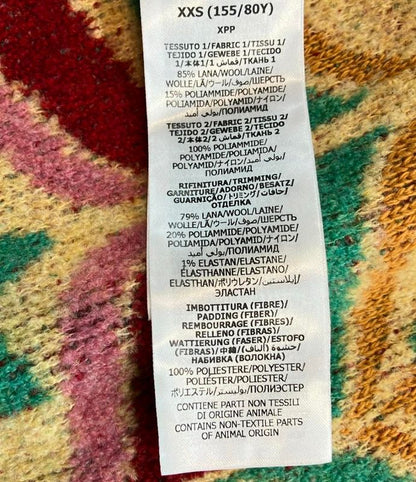 XXS (155/80Y)
XPP
TESSUTO 1/FABRIC 1/TISSU 1/
TEJIDO 1/GEWEBE 1/TECIDO
1/本体1/قماش 1/ТКАНЬ 1
85% LANA/WOOL/LAINE/
WOLLE/LÃ/ウール/صوف/ШЕРСТЬ
15% POLIAMMIDE/POLYAMIDE/
POLIAMIDA/POLYAMID/ナイロン/
بولي أميد/ПОЛИАМИД
TESSUTO 2/FABRIC 2/TISSU 2/
TEJIDO 2/GEWEBE 2/TECIDO
2/本体2/قماش 2/ТКАНЬ 2
100% POLIAMMIDE/
POLYAMIDE/POLIAMIDA/
POLYAMID/ナイロン/بولي أميد/
ПОЛИАМИД
RIFINITURA/TRIMMING/
GARNITURE/ADORNO/BESATZ/
GUARNIÇÃO/トリミング/حافات/
ОТДЕЛКА
79% LANA/WOOL/LAINE/
WOLLE/LÃ/ウール/صوف/ШЕРСТЬ
20% POLIAMMIDE/POLYAMIDE/
POLIAMIDA/POLYAMID/ナイロン/
بولي أميد/ПОЛИАМИД
1% ELASTAN/ELASTANE/
ÉLASTHANNE/ELASTANO/
ELASTHAN/ポリウレタン/إيلاستين/
ЭЛАСТАН
IMBOTTITURA (FIBRE)/
PADDING (FIBER)/
REMBOURRAGE (FIBRES)/
RELLENO (FIBRAS)/
WATTIERUNG (FASER)/ESTOFO
(FIBRAS)/中綿/حشوة (ألياف)/
НАБИВКА (ВОЛОКНА)
100% POLIESTERE/POLYESTER/
POLYESTER/POLIÉSTER/
POLYESTER/POLIÉSTER/
ポリエステル/بوليستر/ПОЛИЭСТЕР
CONTIENE PARTI NON TESSILI
DI ORIGINE ANIMALE
CONTAINS NON-TEXTILE PARTS
OF ANIMAL ORIGIN